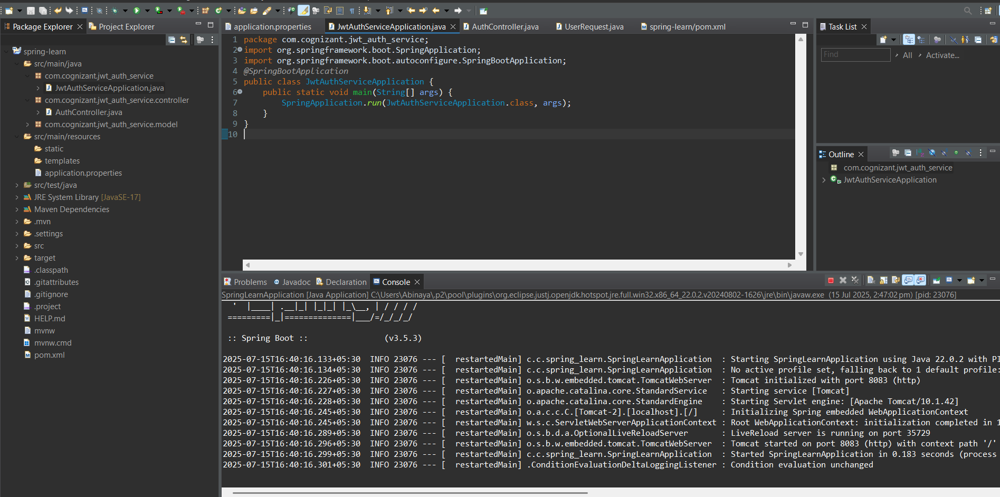 Package Explorer
Project Explorer
spring-learn
src/main/java
com.cognizant.jwt_auth_service
JwtAuthServiceApplication.java
com.cognizant.jwt_auth_service.controller
AuthController.java
com.cognizant.jwt_auth_service.model
src/main/resources
static
templates
application.properties
src/test/java
JRE System Library [JavaSE-17]
Maven Dependencies
.mvn
.settings
src
target
.classpath
.gitattributes
.gitignore
.project
HELP.md
mvnw
mvnw.cmd
pom.xml
application.properties
JwtAuthServiceApplication.java
AuthController.java
UserRequest.java
spring-learn/pom.xml
1 package com.cognizant.jwt_auth_service;
2 import org.springframework.boot.SpringApplication;
3 import org.springframework.boot.autoconfigure.SpringBootApplication;
4 @SpringBootApplication
5 public class JwtAuthServiceApplication {
6 public static void main(String[] args) {
7 SpringApplication.run(JwtAuthServiceApplication.class, args);
8 }
9 }
10
Task List
Find
All
Activate...
Outline
com.cognizant.jwt_auth_service
JwtAuthServiceApplication
Problems
Javadoc
Declaration
Console
SpringLearnApplication [Java Application] C:\Users\Abinaya\.p2\pool\plugins\org.eclipse.justj.openjdk.hotspot.jre.full.win32.x86_64_22.0.2.v20240802-1626\jre\bin\javaw.exe (15 Jul 2025, 2:47:02 pm) [pid: 23076]
' |____| .__|_| |_|_| |_\__, | / / / /
=========|_|==============|___/=/_/_/_/
:: Spring Boot :: (v3.5.3)
2025-07-15T16:40:16.133+05:30 INFO 23076 --- [ restartedMain] c.c.spring_learn.SpringLearnApplication : Starting SpringLearnApplication using Java 22.0.2 with PI
2025-07-15T16:40:16.134+05:30 INFO 23076 --- [ restartedMain] c.c.spring_learn.SpringLearnApplication : No active profile set, falling back to 1 default profile:
2025-07-15T16:40:16.226+05:30 INFO 23076 --- [ restartedMain] o.s.b.w.embedded.tomcat.TomcatWebServer : Tomcat initialized with port 8083 (http)
2025-07-15T16:40:16.227+05:30 INFO 23076 --- [ restartedMain] o.apache.catalina.core.StandardService : Starting service [Tomcat]
2025-07-15T16:40:16.228+05:30 INFO 23076 --- [ restartedMain] o.apache.catalina.core.StandardEngine : Starting Servlet engine: [Apache Tomcat/10.1.42]
2025-07-15T16:40:16.245+05:30 INFO 23076 --- [ restartedMain] o.a.c.c.C.[Tomcat-2].[localhost].[/] : Initializing Spring embedded WebApplicationContext
2025-07-15T16:40:16.245+05:30 INFO 23076 --- [ restartedMain] w.s.c.ServletWebServerApplicationContext : Root WebApplicationContext: initialization completed in 1
2025-07-15T16:40:16.289+05:30 INFO 23076 --- [ restartedMain] o.s.b.d.a.OptionalLiveReloadServer : LiveReload server is running on port 35729
2025-07-15T16:40:16.296+05:30 INFO 23076 --- [ restartedMain] o.s.b.w.embedded.tomcat.TomcatWebServer : Tomcat started on port 8083 (http) with context path '/'
2025-07-15T16:40:16.299+05:30 INFO 23076 --- [ restartedMain] c.c.spring_learn.SpringLearnApplication : Started SpringLearnApplication in 0.183 seconds (process
2025-07-15T16:40:16.301+05:30 INFO 23076 --- [ restartedMain] .ConditionEvaluationDeltaLoggingListener : Condition evaluation unchanged